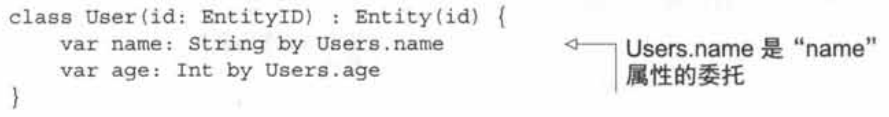 class User(id: EntityID) : Entity(id) {
    var name: String by Users.name
    var age: Int by Users.age
}
Users.name 是 “name”
属性的委托